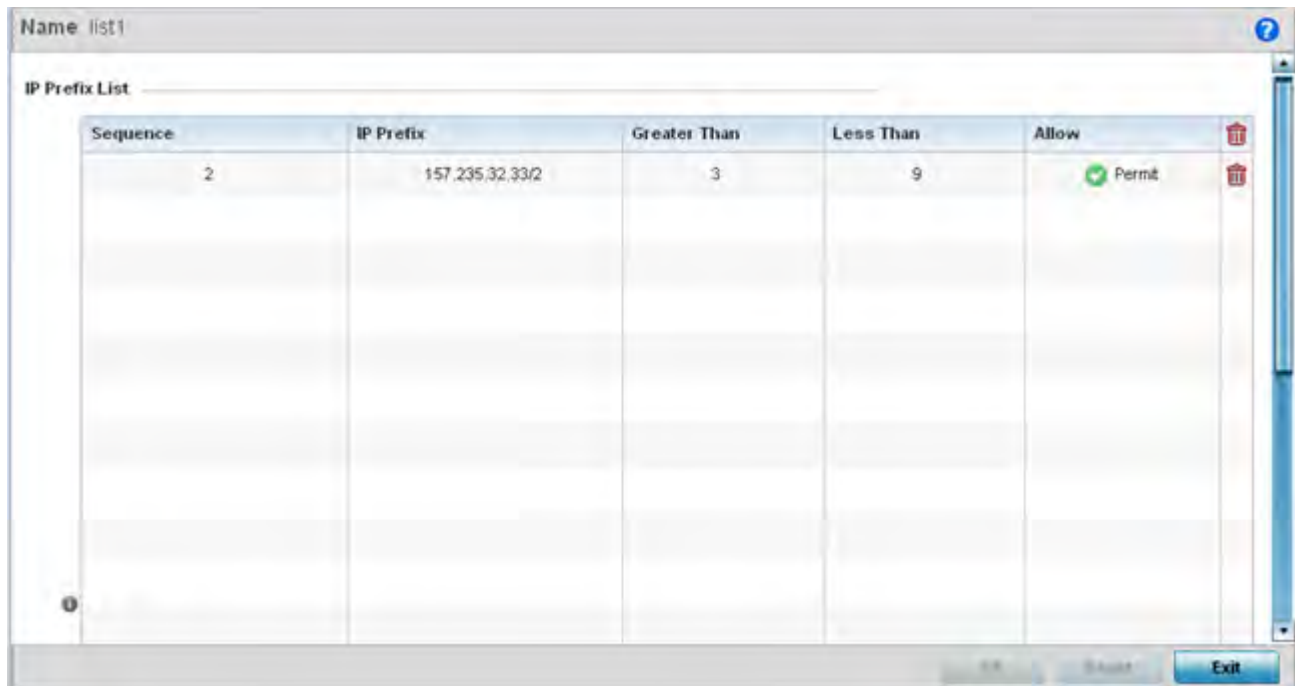 Name list1
IP Prefix List
Sequence IP Prefix Greater Than Less Than Allow
2 157.235.32.33/2 3 9 Permit
Exit